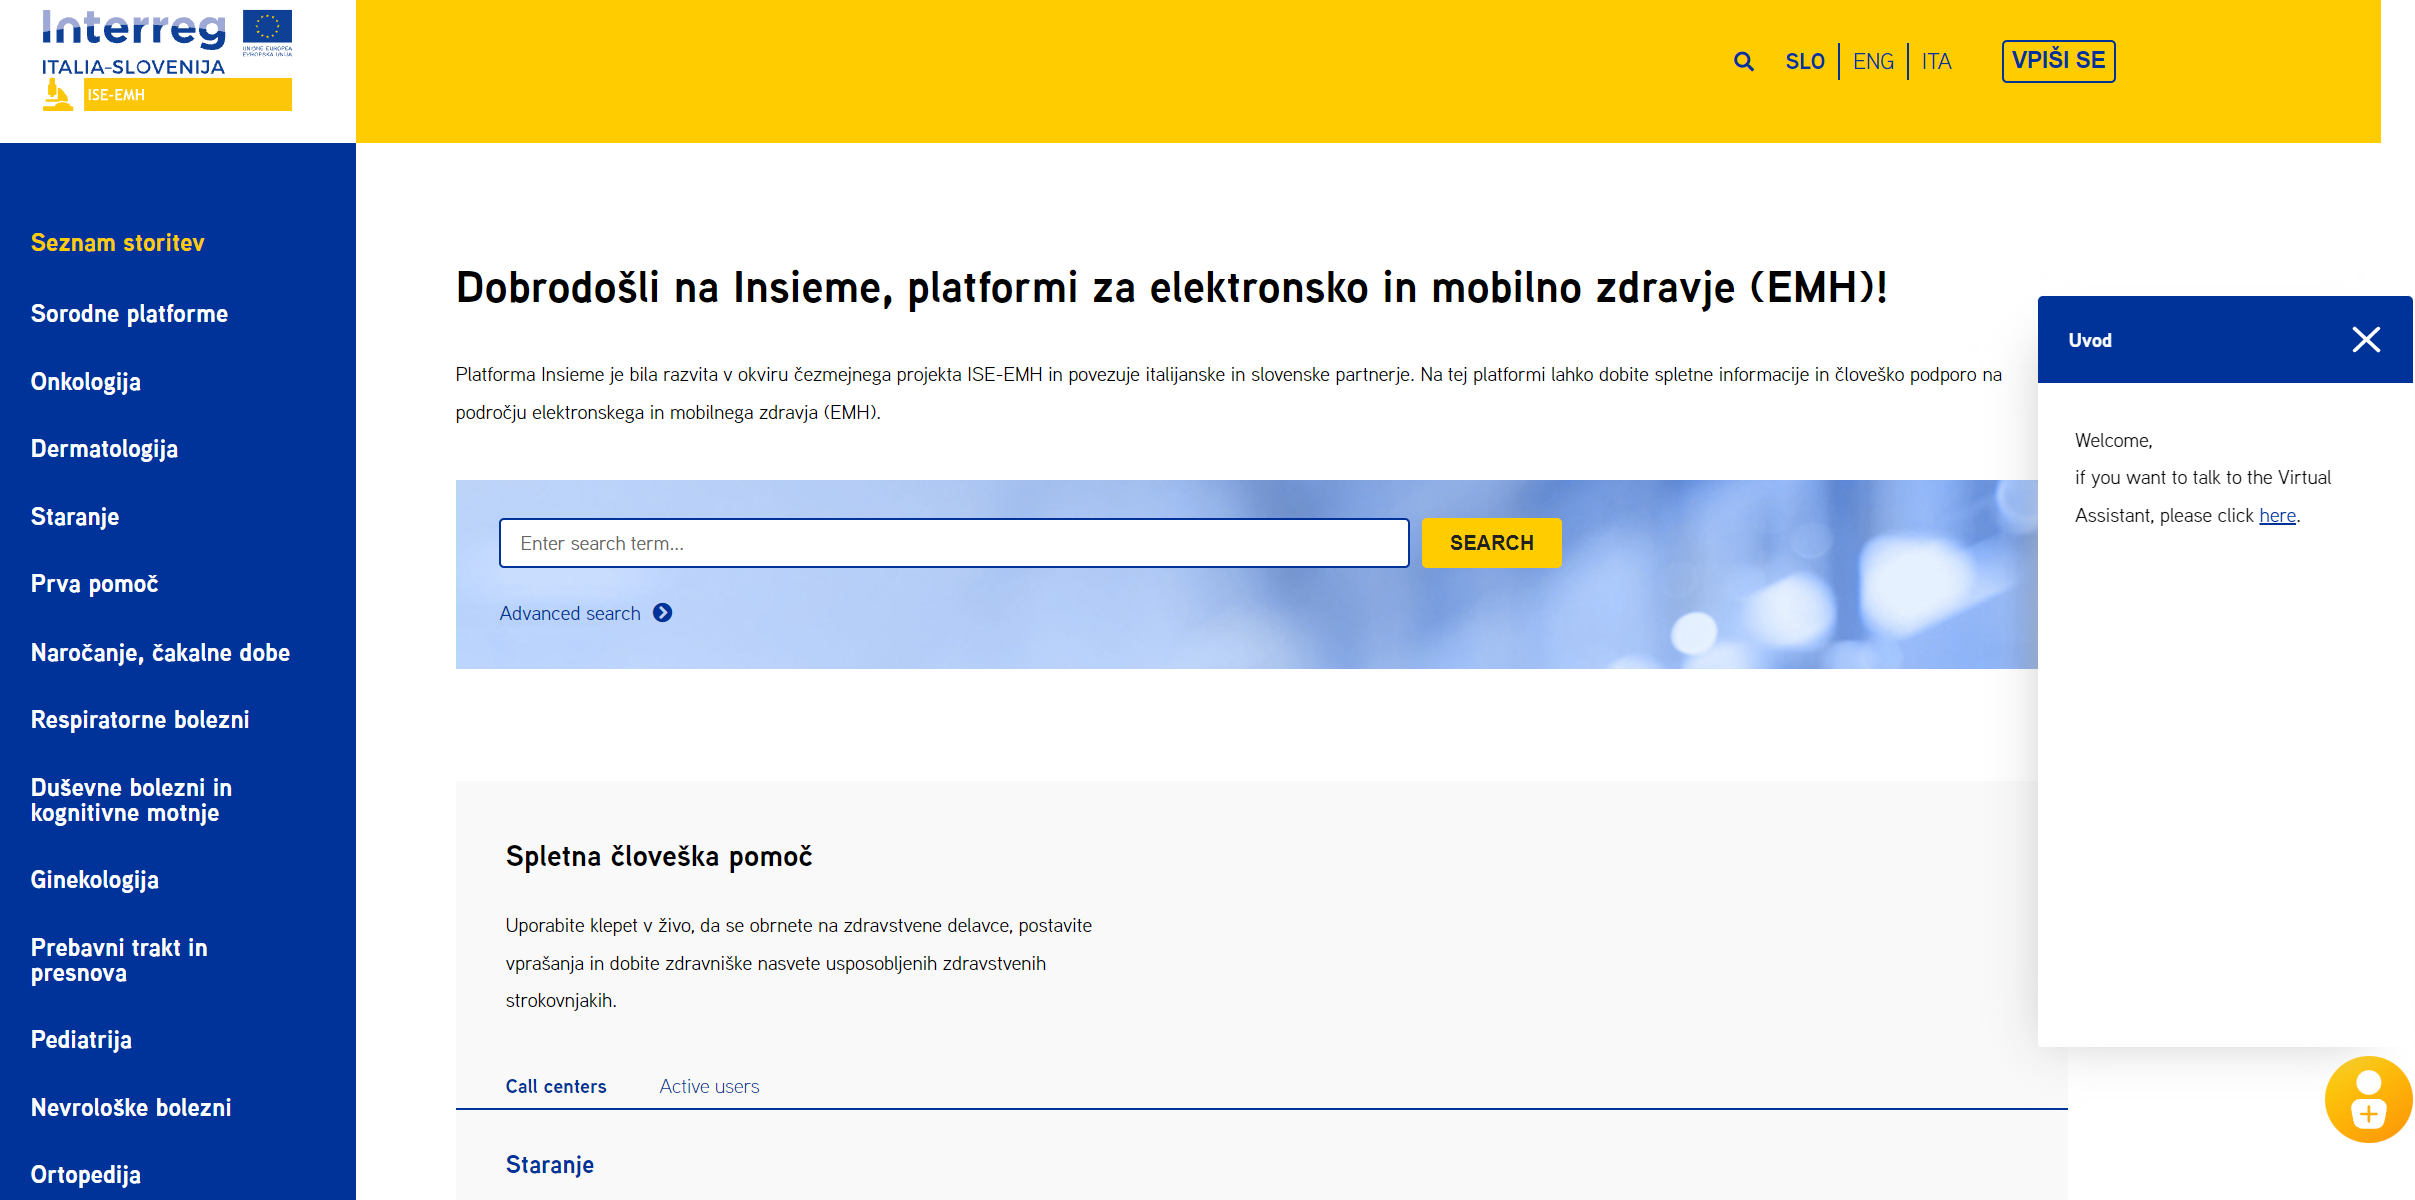 Interreg
UNIONE EUROPEA
EVROPSKA UNIJA
ITALIA-SLOVENIJA
ISE-EMH
SLO
ENG
ITA
VPIŠI SE
Seznam storitev
Sorodne platforme
Onkologija
Dermatologija
Staranje
Prva pomoč
Naročanje, čakalne dobe
Respiratorne bolezni
Duševne bolezni in
kognitivne motnje
Ginekologija
Prebavni trakt in
presnova
Pediatrija
Nevrološke bolezni
Ortopedija
Dobrodošli na Insieme, platformi za elektronsko in mobilno zdravje (EMH)!
Platforma Insieme je bila razvita v okviru čezmejnega projekta ISE-EMH in povezuje italijanske in slovenske partnerje. Na tej platformi lahko dobite spletne informacije in človeško podporo na
področju elektronskega in mobilnega zdravja (EMH).
Enter search term...
SEARCH
Advanced search
Spletna človeška pomoč
Uporabite klepet v živo, da se obrnete na zdravstvene delavce, postavite
vprašanja in dobite zdravniške nasvete usposobljenih zdravstvenih
strokovnjakih.
Call centers
Active users
Staranje
Uvod
Welcome,
if you want to talk to the Virtual
Assistant, please click here.